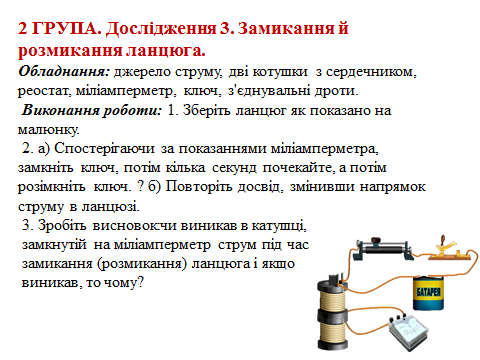 2 ГРУПА. Дослідження 3. Замикання й
розмикання ланцюга.
Обладнання: джерело струму, дві котушки з сердечником,
реостат, міліамперметр, ключ, з'єднувальні дроти.
Виконання роботи: 1. Зберіть ланцюг як показано на
малюнку.
2. а) Спостерігаючи за показаннями міліамперметра,
замкніть ключ, потім кілька секунд почекайте, а потім
розімкніть ключ. ? б) Повторіть досвід, змінивши напрямок
струму в ланцюзі.
3. Зробіть висновок:чи виникав в катушці,
замкнутій на міліамперметр струм під час
замикання (розмикання) ланцюга і якщо
виникав, то чому?
БАТАРЕЯ